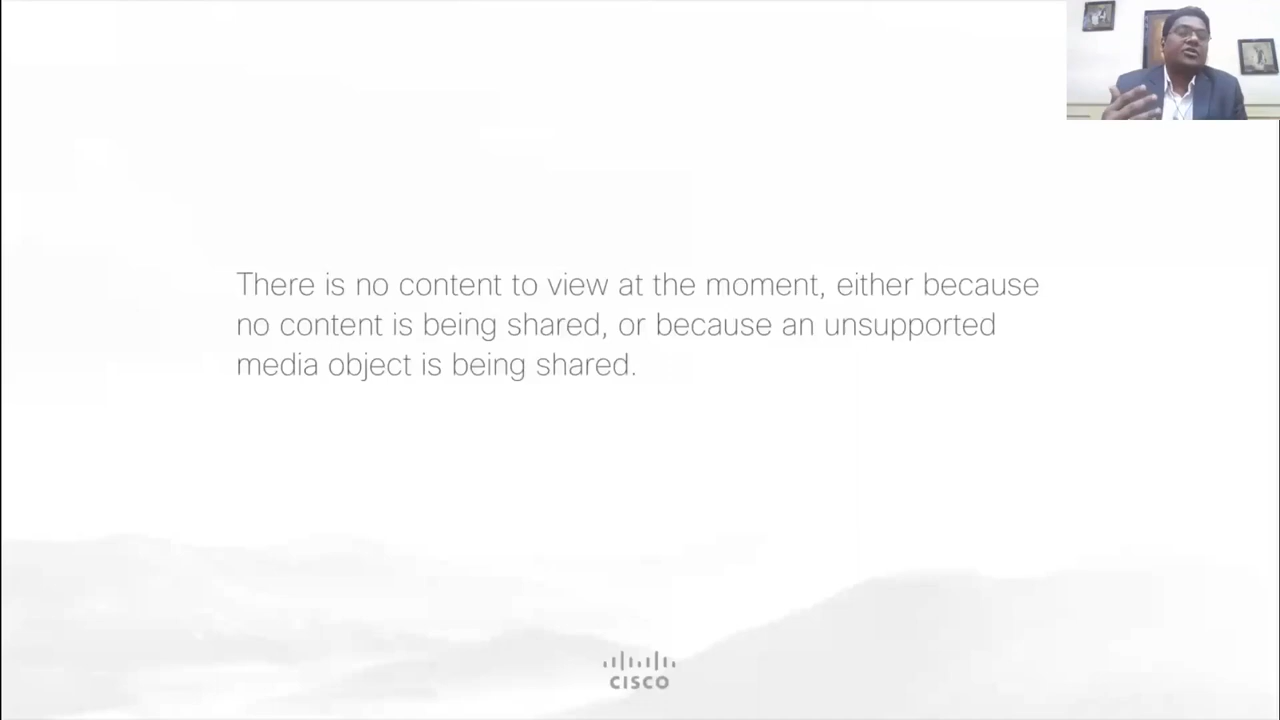 There is no content to view at the moment, either because
no content is being shared, or because an unsupported
media object is being shared.
CISCO